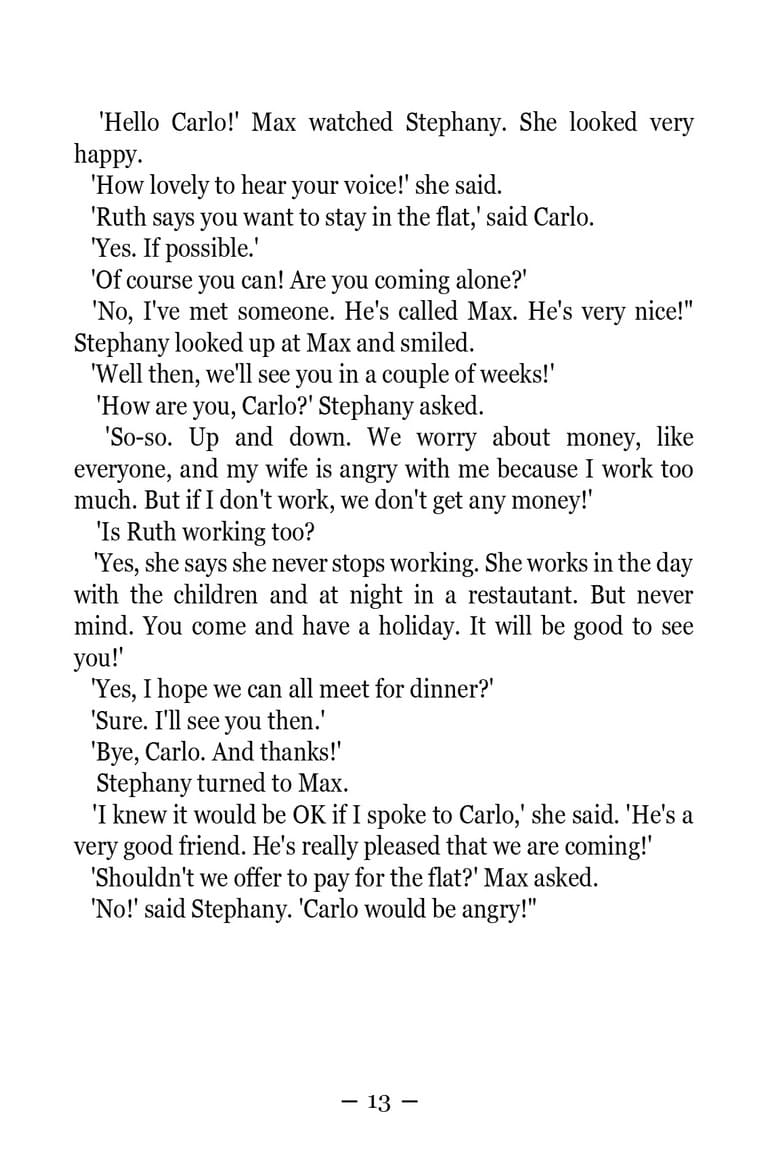 'Hello Carlo!' Max watched Stephany. She looked very
happy.
'How lovely to hear your voice!' she said.
'Ruth says you want to stay in the flat,' said Carlo.
'Yes. If possible.'
'Of course you can! Are you coming alone?'
'No, I've met someone. He's called Max. He's very nice!"
Stephany looked up at Max and smiled.
'Well then, we'll see you in a couple of weeks!'
'How are you, Carlo?' Stephany asked.
'So-so. Up and down. We worry about money, like
everyone, and my wife is angry with me because I work too
much. But if I don't work, we don't get any money!'
'Is Ruth working too?
'Yes, she says she never stops working. She works in the day
with the children and at night in a restautant. But never
mind. You come and have a holiday. It will be good to see
you!'
'Yes, I hope we can all meet for dinner?'
'Sure. I'll see you then.'
'Bye, Carlo. And thanks!'
Stephany turned to Max.
'I knew it would be OK if I spoke to Carlo,' she said. 'He's a
very good friend. He's really pleased that we are coming!'
'Shouldn't we offer to pay for the flat?' Max asked.
'No!' said Stephany. 'Carlo would be angry!"
– 13 –